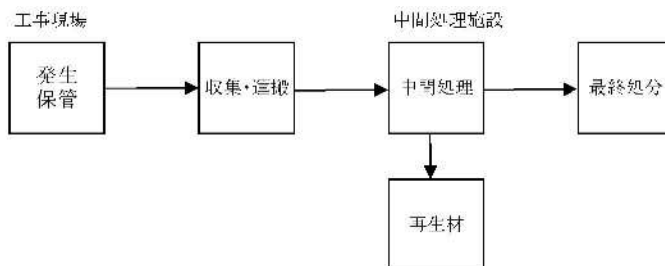 工事現場
中間処理施設
発生
保管
収集・運搬
中間処理
最終処分
再生材